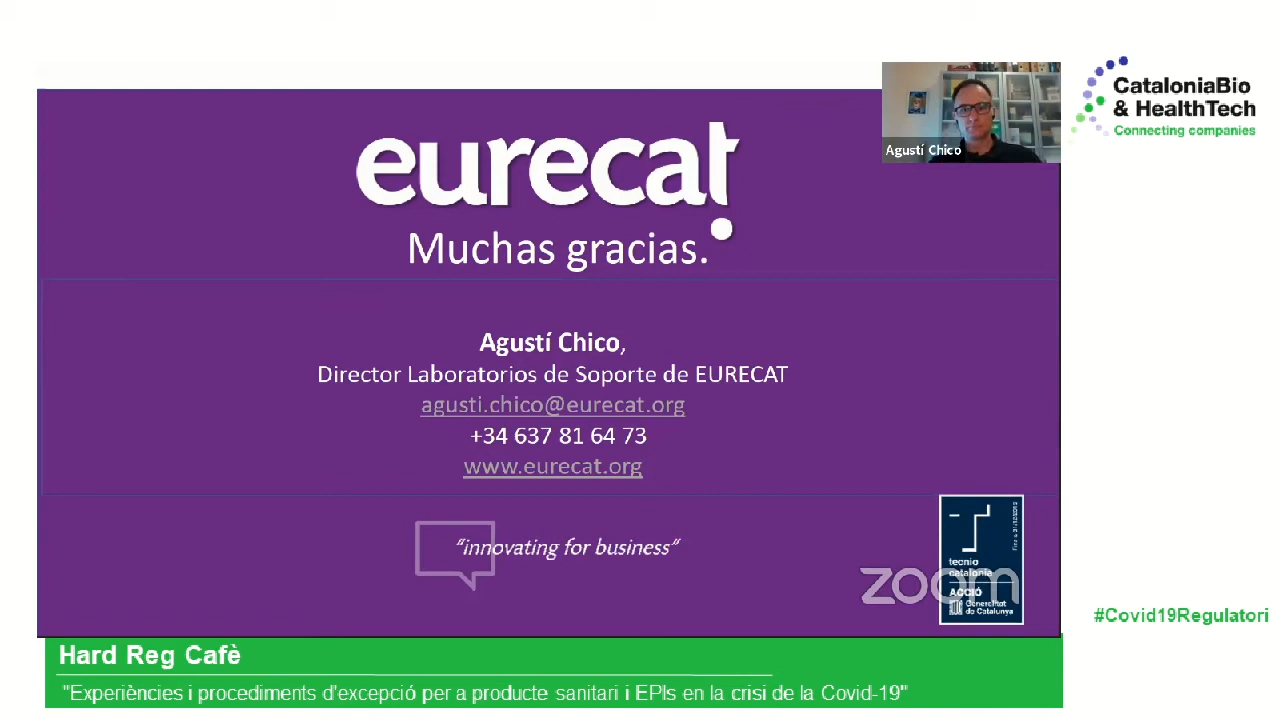 eurecat
Muchas gracias.
Agustí Chico,
Director Laboratorios de Soporte de EURECAT
agusti.chico@eurecat.org
+34 637 81 64 73
www.eurecat.org
"innovating for business"
Agustí Chico
CataloniaBio
& HealthTech
Connecting companies
tecnio
catalonia
ACCIÓ
Generalitat
de Catalunya
zoom
#Covid19Regulatori
Hard Reg Cafè
"Experiències i procediments d'excepció per a producte sanitari i EPIs en la crisi de la Covid-19"